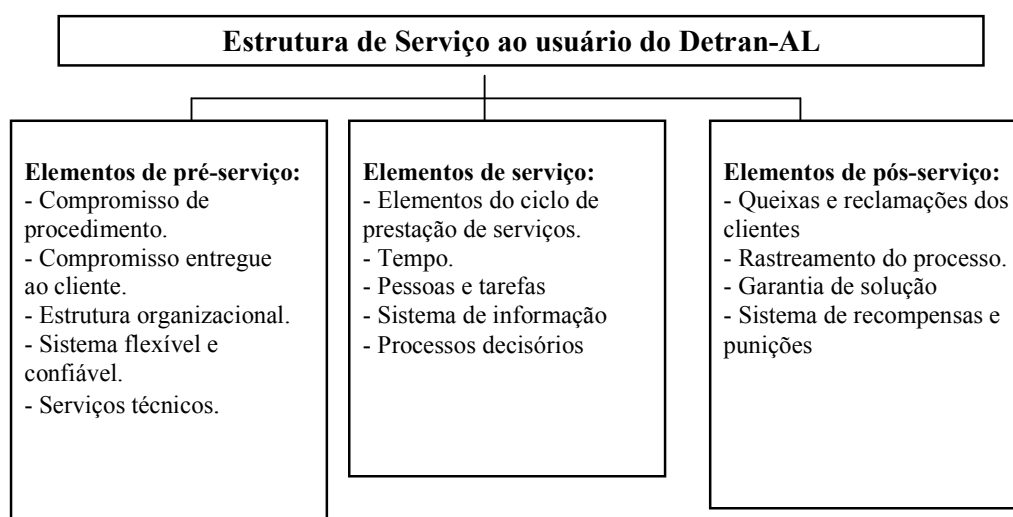 Estrutura de Serviço ao usuário do Detran-AL
Elementos de pré-serviço:
- Compromisso de
procedimento.
- Compromisso entregue
ao cliente.
- Estrutura organizacional.
- Sistema flexível e
confiável.
- Serviços técnicos.
Elementos de serviço:
- Elementos do ciclo de
prestação de serviços.
- Tempo.
- Pessoas e tarefas
- Sistema de informação
- Processos decisórios
Elementos de pós-serviço:
- Queixas e reclamações dos
clientes
- Rastreamento do processo.
- Garantia de solução
- Sistema de recompensas e
punições